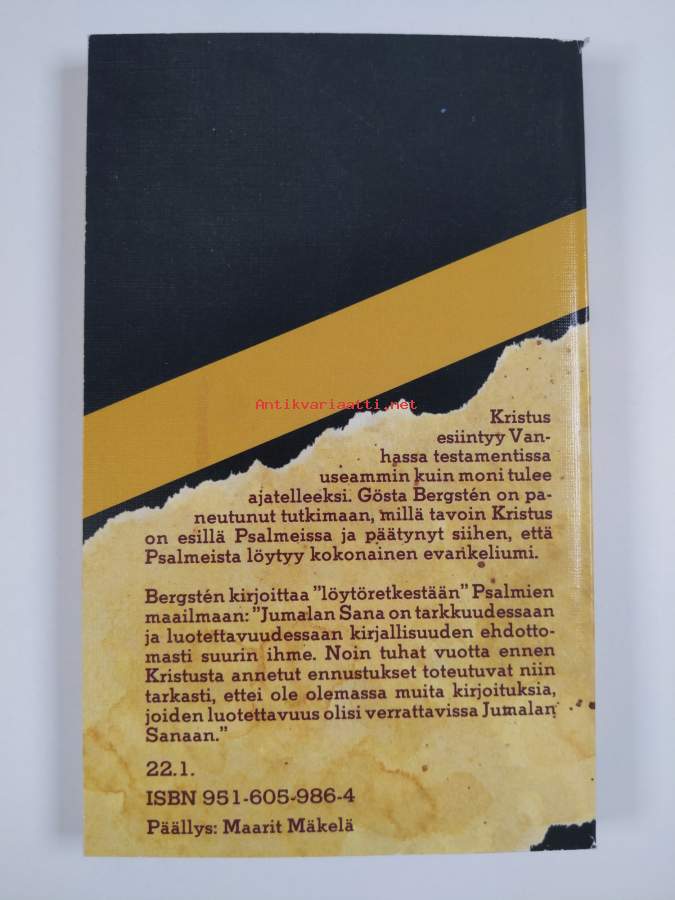 Antikvariaatti.net
Kristus
esiintyy Van-
hassa testamentissa
useammin kuin moni tulee
ajatelleeksi. Gösta Bergstén on pa-
neutunut tutkimaan, millä tavoin Kristus
on esillä Psalmeissa ja päätynyt siihen, että
Psalmeista löytyy kokonainen evankeliumi.
Bergstén kirjoittaa ”löytöretkestään” Psalmien
maailmaan: ”Jumalan Sana on tarkkuudessaan
ja luotettavuudessaan kirjallisuuden ehdotto-
masti suurin ihme. Noin tuhat vuotta ennen
Kristusta annetut ennustukset toteutuvat niin
tarkasti, ettei ole olemassa muita kirjoituksia,
joiden luotettavuus olisi verrattavissa Jumalan
Sanaan.”
22.1.
ISBN 951-605-986-4
Päällys: Maarit Mäkelä